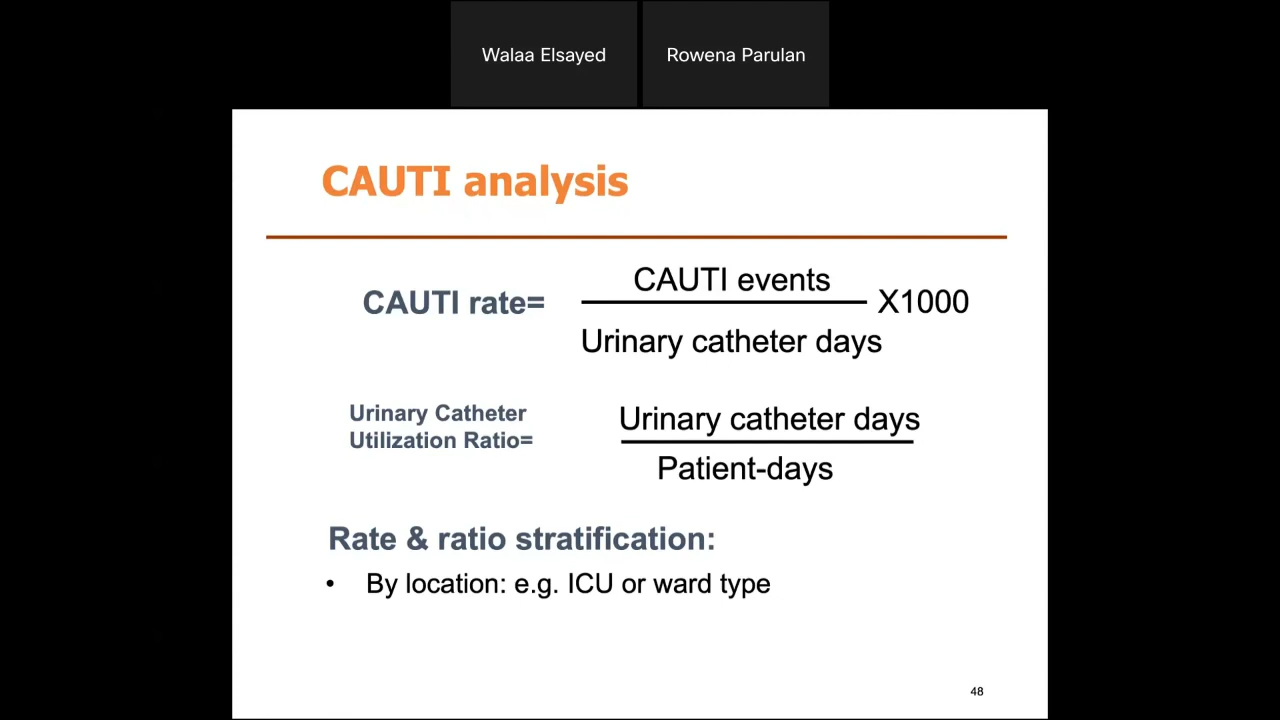 Walaa Elsayed
Rowena Parulan
CAUTI analysis
CAUTI rate=
CAUTI events
X1000
Urinary catheter days
Urinary Catheter
Utilization Ratio=
Urinary catheter days
Patient-days
Rate & ratio stratification:
• By location: e.g. ICU or ward type
48